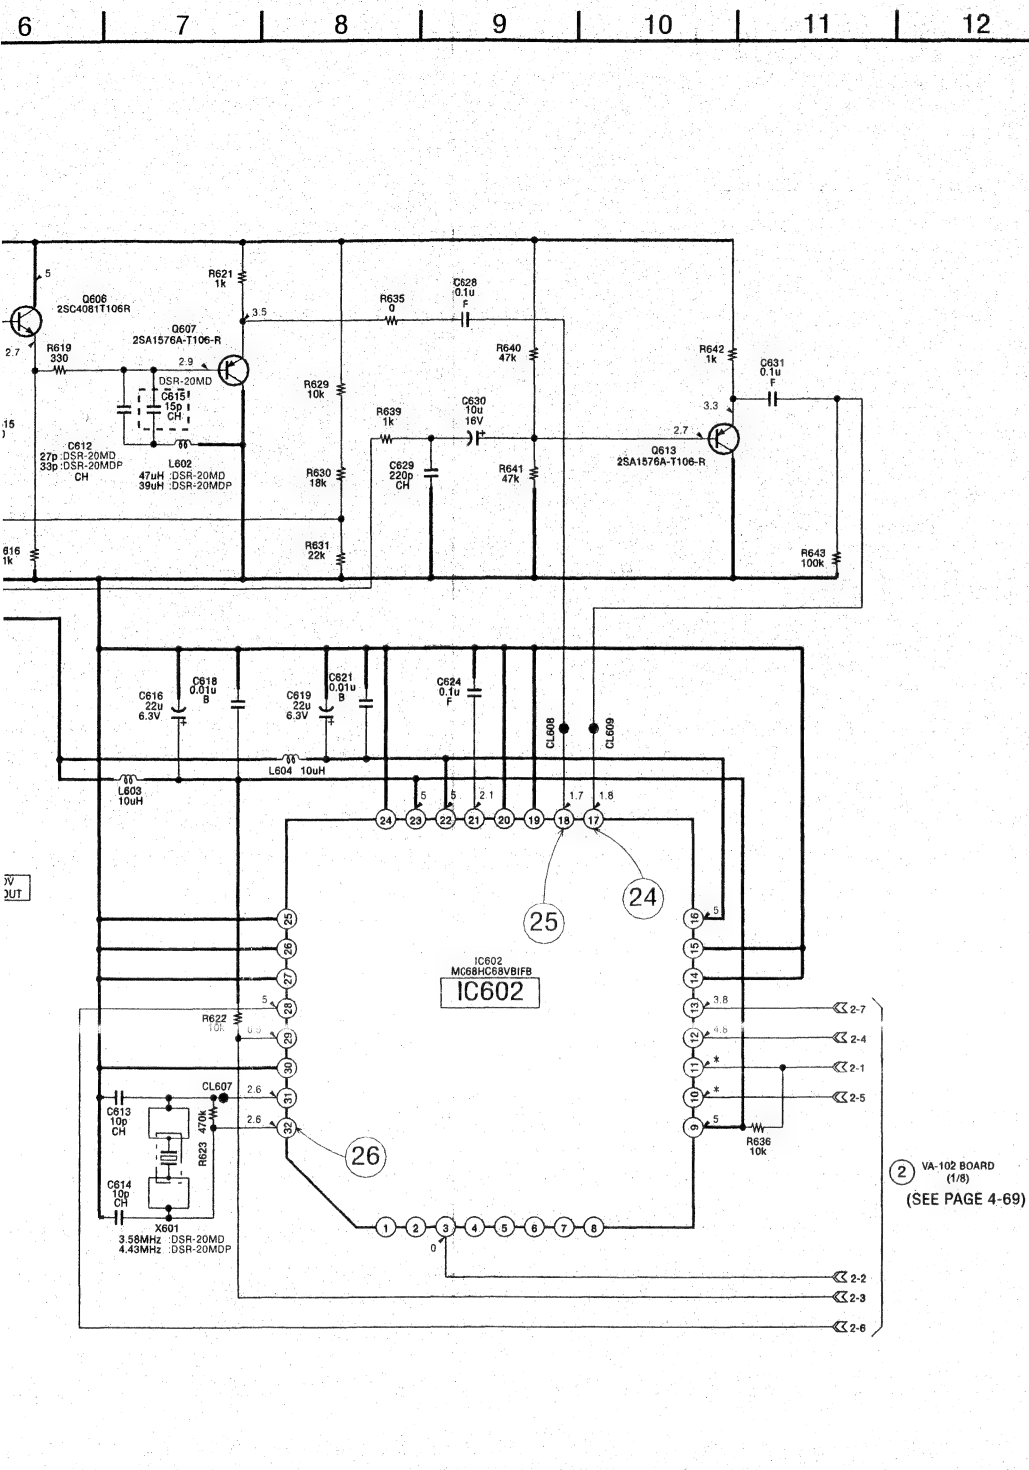 6 7 8 9 10 11 12
5
Q606
2SC4081T106R
2.7
R619
330
Q607
2SA1576A-T106-R
R621
1k
3.5
2.9
DSR-20MD
C615
15p
CH
C612
27p :DSR-20MD
33p :DSR-20MDP
CH
L602
47uH :DSR-20MD
39uH :DSR-20MDP
15
616
1k
R629
10k
R630
18k
R631
22k
R635
0
C628
0.1u
F
R639
1k
C630
10u
16V
+
C629
220p
CH
R640
47k
R641
47k
R642
1k
C631
0.1u
F
3.3
2.7
Q613
2SA1576A-T106-R
R643
100k
C616
22u
6.3V
+
C618
0.01u
B
C619
22u
6.3V
+
C621
0.01u
B
C624
0.1u
F
CL608
CL609
L604 10uH
L603
10uH
5 5 2.1 1.7 1.8
24 23 22 21 20 19 18 17
24
25
OUT
25
26
27
28
29
30
31
32
5
R622
10k
CL607
2.6
2.6
C613
10p
CH
470k
R623
C614
10p
CH
X601
3.58MHz :DSR-20MD
4.43MHz :DSR-20MDP
26
IC602
MC68HC68VBIFB
IC602
16 5
15
14
13 3.8 2-7
12 4.8 2-4
11 * 2-1
10 * 2-5
9 5
R636
10k
1 2 3 4 5 6 7 8
0
2-2
2-3
2-6
2 VA-102 BOARD
(1/8)
(SEE PAGE 4-69)